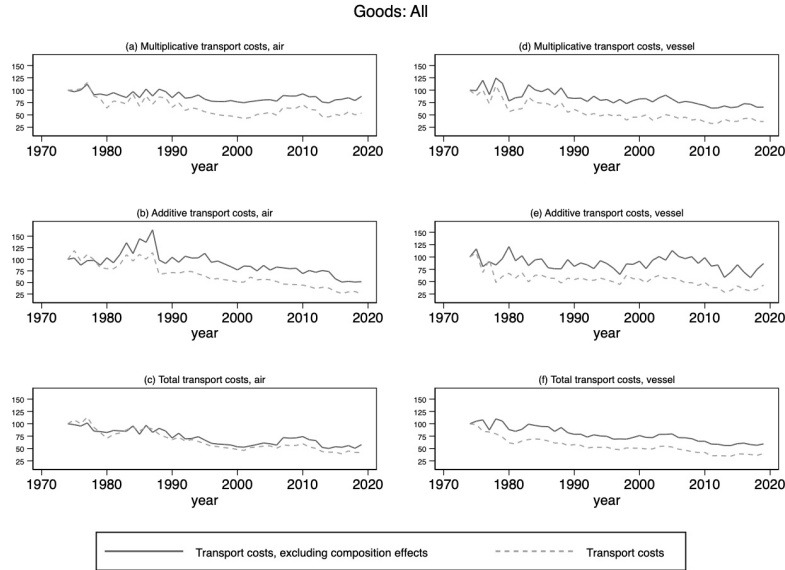 Goods: All
(a) Multiplicative transport costs, air
150
125
100
75
50
25
1970 1980 1990 2000 2010 2020
year
(d) Multiplicative transport costs, vessel
150
125
100
75
50
25
1970 1980 1990 2000 2010 2020
year
(b) Additive transport costs, air
150
125
100
75
50
25
1970 1980 1990 2000 2010 2020
year
(e) Additive transport costs, vessel
150
125
100
75
50
25
1970 1980 1990 2000 2010 2020
year
(c) Total transport costs, air
150
125
100
75
50
25
1970 1980 1990 2000 2010 2020
year
(f) Total transport costs, vessel
150
125
100
75
50
25
1970 1980 1990 2000 2010 2020
year
Transport costs, excluding composition effects
Transport costs